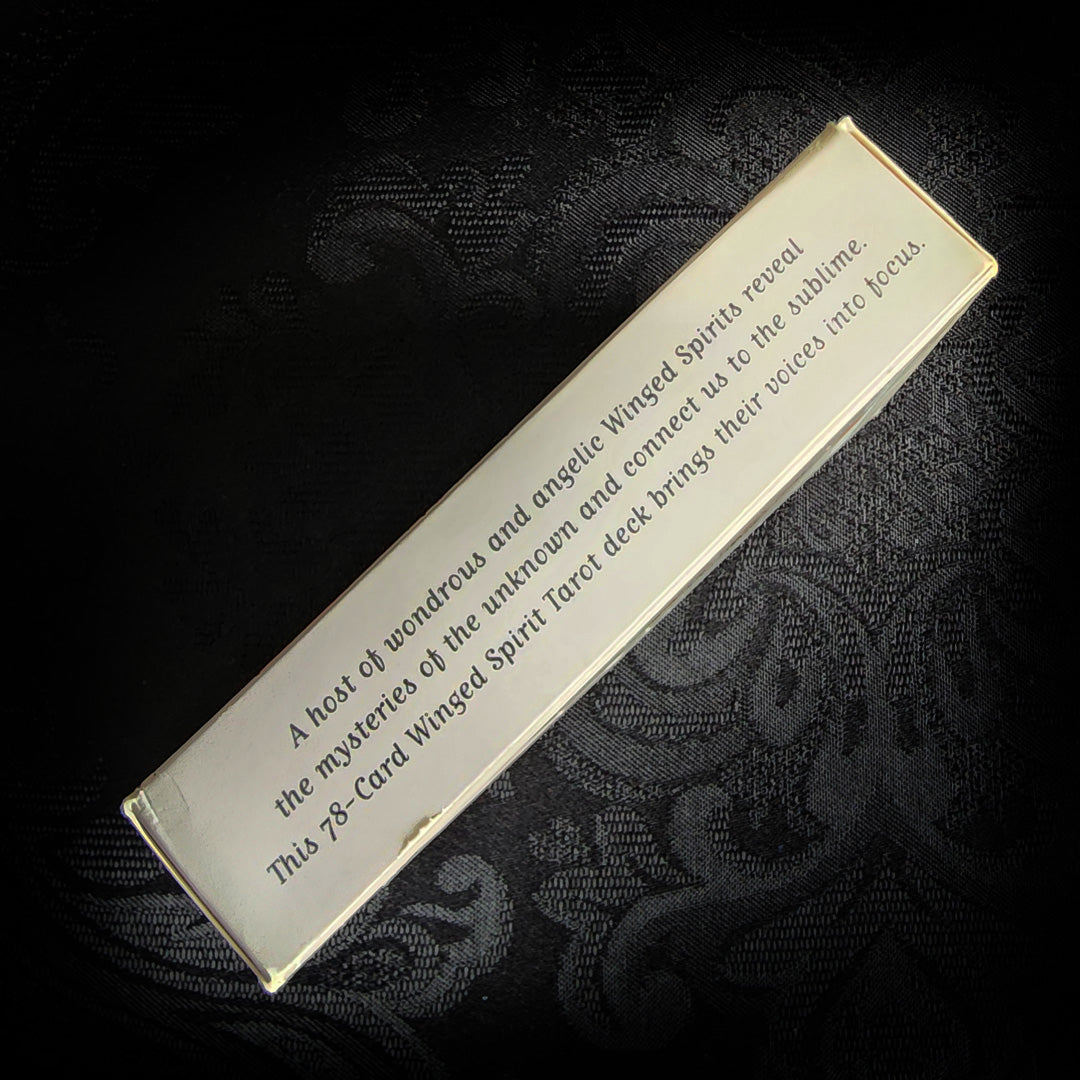 A host of wondrous and angelic Winged Spirits reveal
the mysteries of the unknown and connect us to the sublime.
This 78-Card Winged Spirit Tarot deck brings their voices into focus.